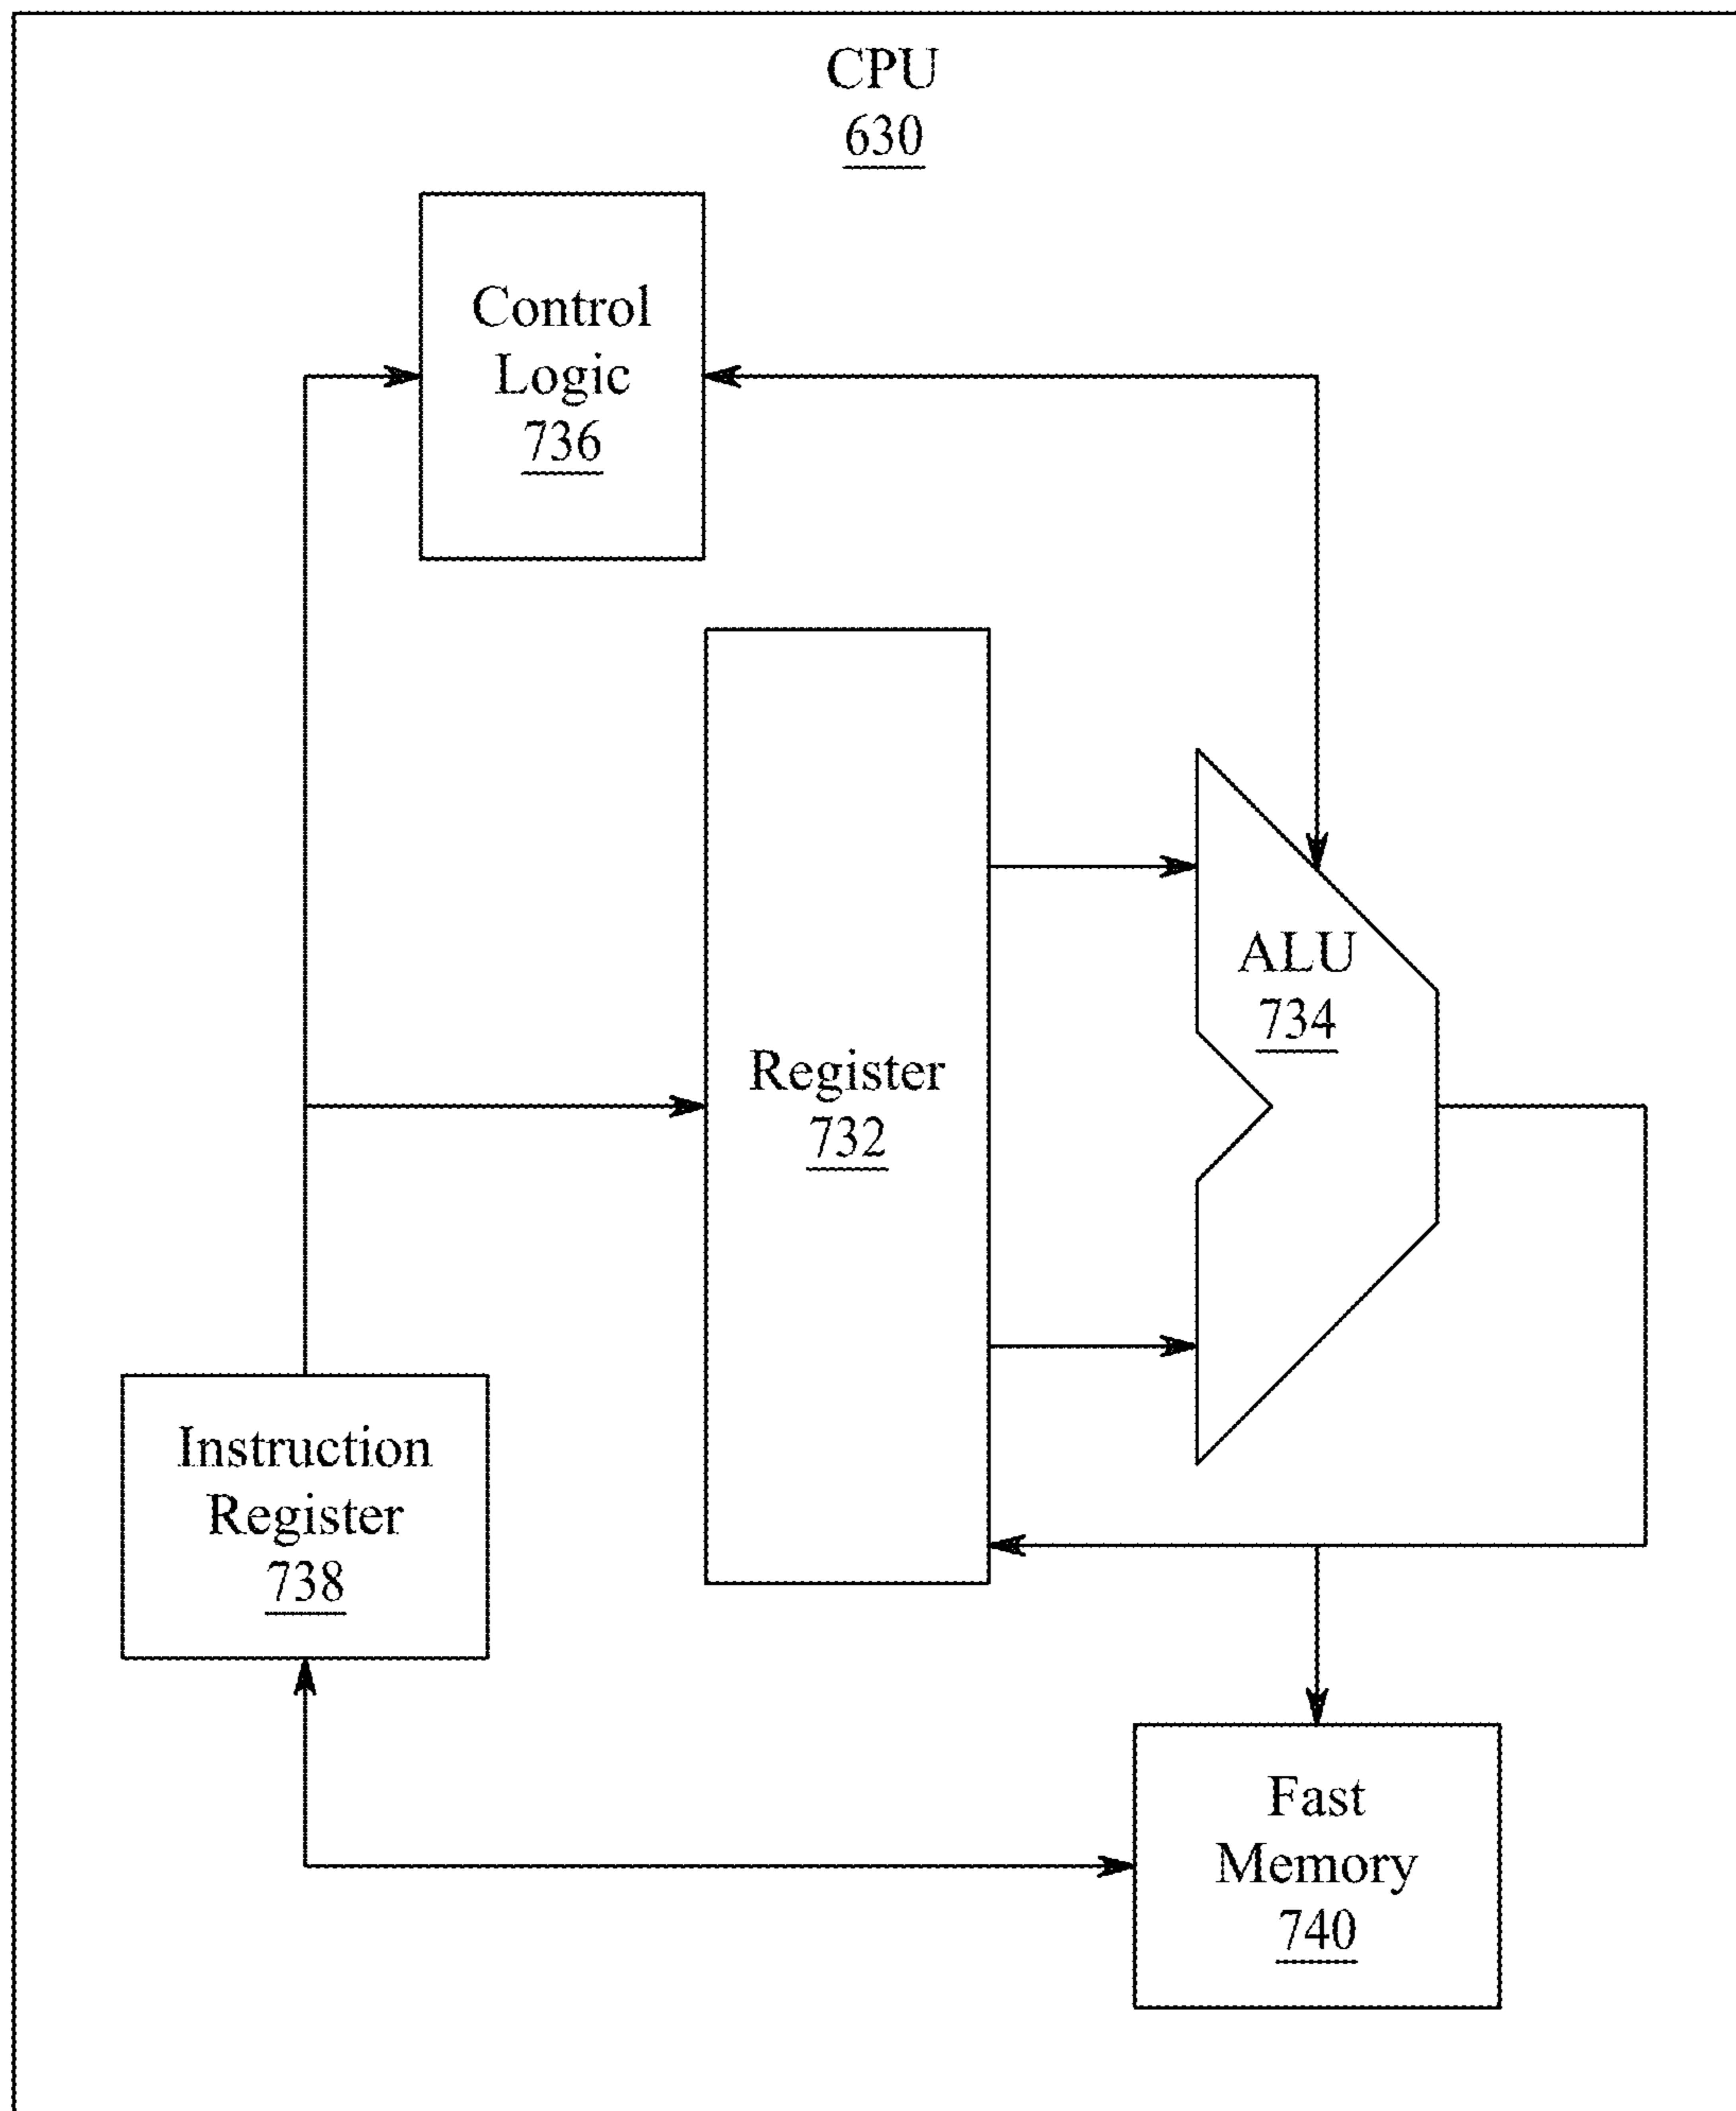 CPU
630
Control
Logic
736
ALU
734
Register
732
Instruction
Register
738
Fast
Memory
740